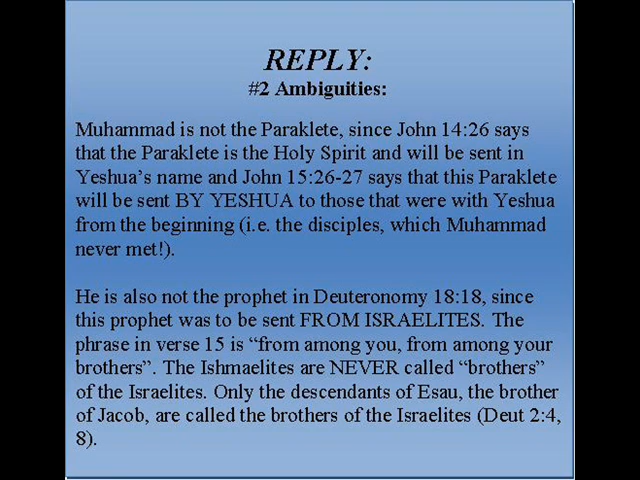 REPLY:
#2 Ambiguities:
Muhammad is not the Paraklete, since John 14:26 says
that the Paraklete is the Holy Spirit and will be sent in
Yeshua's name and John 15:26-27 says that this Paraklete
will be sent BY YESHUA to those that were with Yeshua
from the beginning (i.e. the disciples, which Muhammad
never met!).
He is also not the prophet in Deuteronomy 18:18, since
this prophet was to be sent FROM ISRAELITES. The
phrase in verse 15 is “from among you, from among your
brothers”. The Ishmaelites are NEVER called “brothers”
of the Israelites. Only the descendants of Esau, the brother
of Jacob, are called the brothers of the Israelites (Deut 2:4,
8).